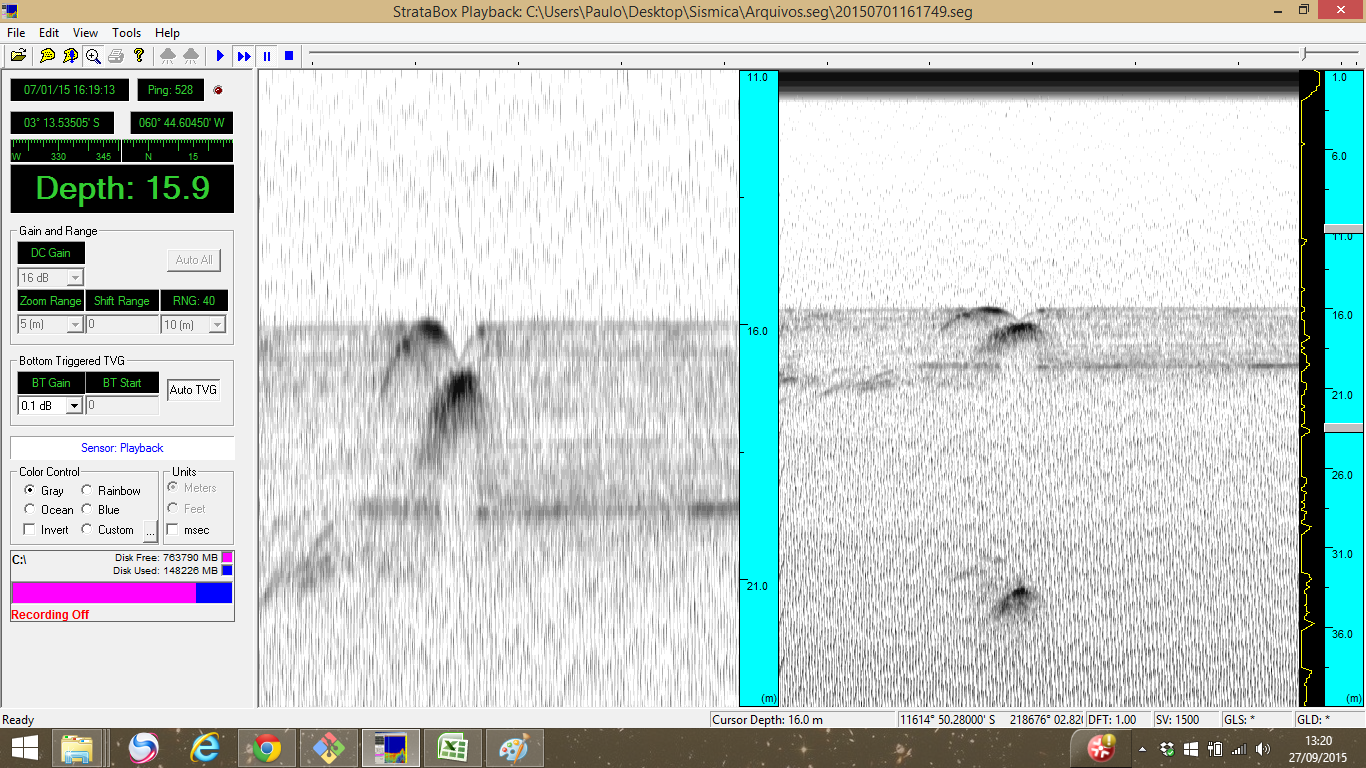 StrataBox Playback: C:\Users\Paulo\Desktop\Sismica\Arquivos.seg\20150701161749.seg
File Edit View Tools Help
07/01/15 16:19:13 Ping: 528
03° 13.53505' S 060° 44.60450' W
W 330 345 N 15
Depth: 15.9
Gain and Range
DC Gain Auto All
16 dB
Zoom Range Shift Range RNG: 40
5 (m) 0 10 (m)
Bottom Triggered TVG
BT Gain BT Start Auto TVG
0.1 dB 0
Sensor: Playback
Color Control Units
Gray Rainbow Meters
Ocean Blue Feet
Invert Custom ... msec
C:\ Disk Free: 763790 MB
Disk Used: 148226 MB
Recording Off
11.0
16.0
21.0
(m)
1.0
6.0
11.0
16.0
21.0
26.0
31.0
36.0
(m)
Ready Cursor Depth: 16.0 m 11614° 50.28000' S 218676° 02.82 DFT: 1.00 SV: 1500 GLS: * GLD: *
13:20
27/09/2015